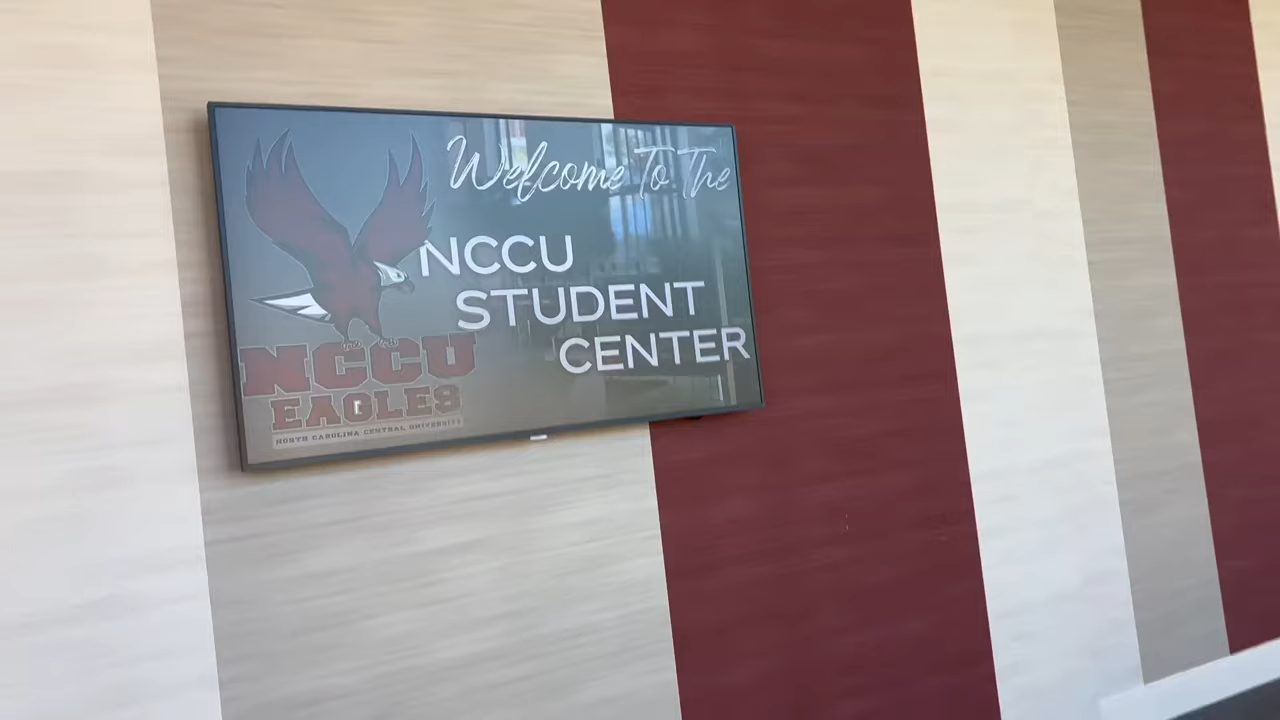 Welcome To The
NCCU
STUDENT
CENTER
NCCU
EAGLES
NORTH CAROLINA CENTRAL UNIVERSITY